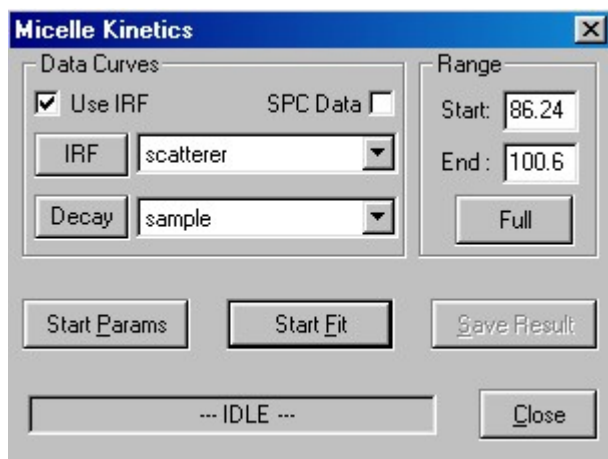 Micelle Kinetics
Data Curves
Use IRF SPC Data
IRF scatterer
Decay sample
Range
Start: 86.24
End : 100.6
Full
Start Params Start Fit Save Result
--- IDLE --- Close